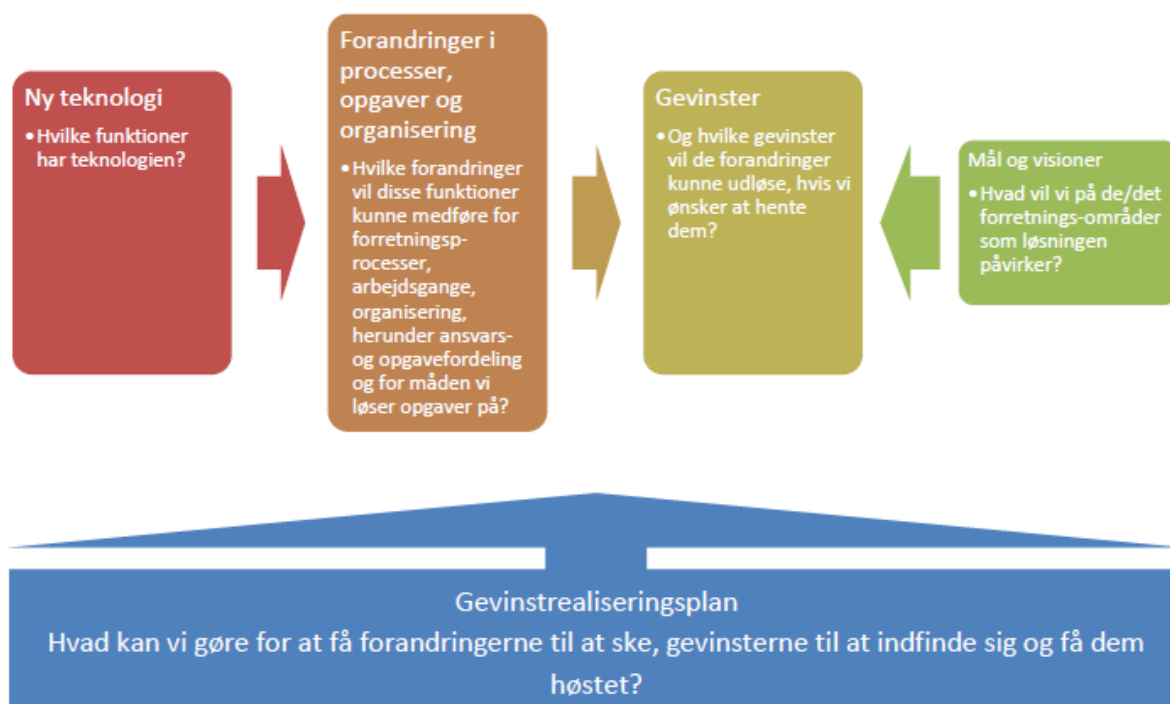 Ny teknologi
•Hvilke funktioner
har teknologien?
Forandringer i
processer,
opgaver og
organisering
•Hvilke forandringer
vil disse funktioner
kunne medføre for
forretningsp-
rocesser,
arbejdsgange,
organisering,
herunder ansvars-
og opgavefordeling
og for måden vi
løser opgaver på?
Gevinster
•Og hvilke gevinster
vil de forandringer
kunne udløse, hvis vi
ønsker at hente
dem?
Mål og visioner
•Hvad vil vi på de/det
forretnings-områder
som løsningen
påvirker?
Gevinstrealiseringsplan
Hvad kan vi gøre for at få forandringerne til at ske, gevinsterne til at indfinde sig og få dem
høstet?